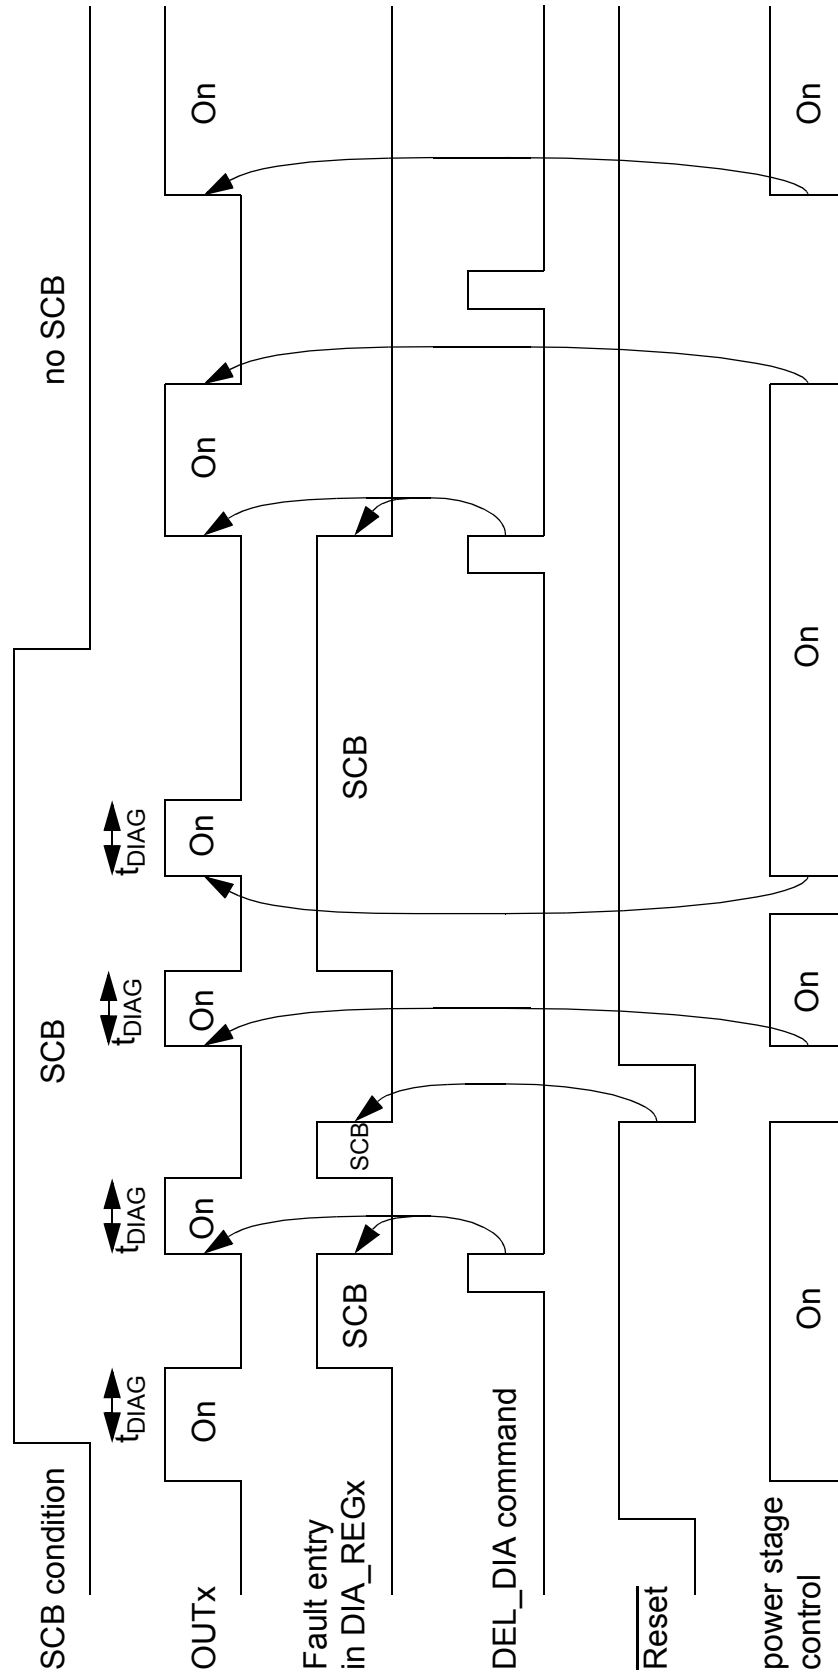 SCB condition
SCB
no SCB
tDIAG
tDIAG
tDIAG
tDIAG
OUTx
On
On
On
On
On
On
Fault entry
in DIA_REGx
SCB
SCB
SCB
DEL_DIA command
Reset
power stage
control
On
On
On
On